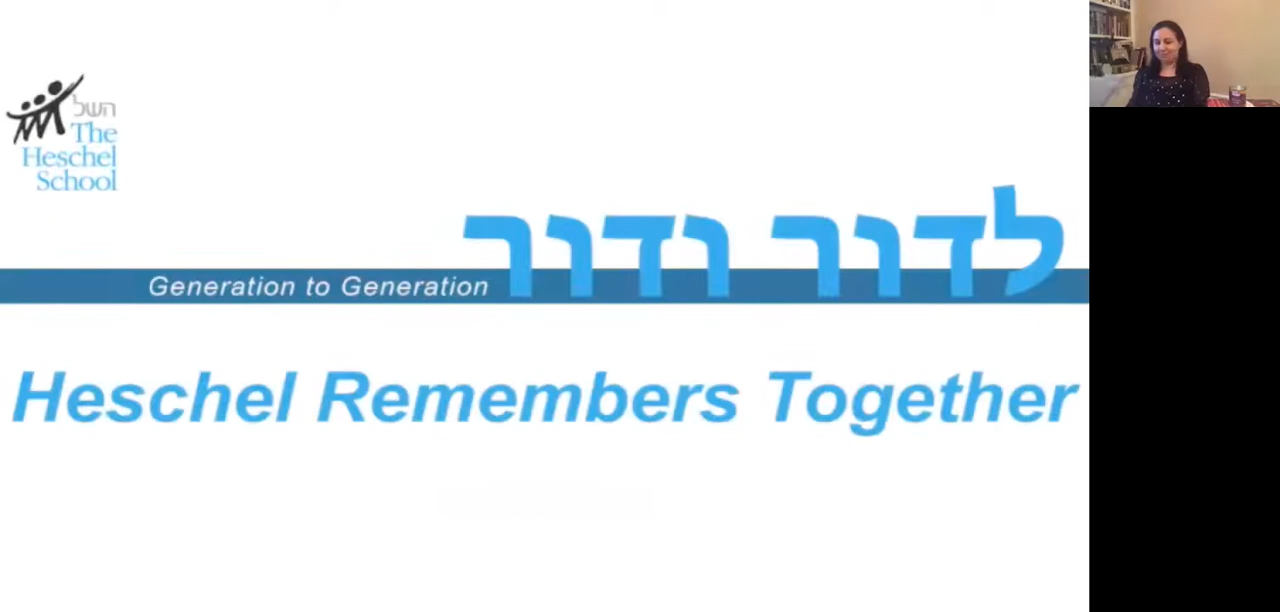 השל
The
Heschel
School
לדור ודור
Generation to Generation
Heschel Remembers Together